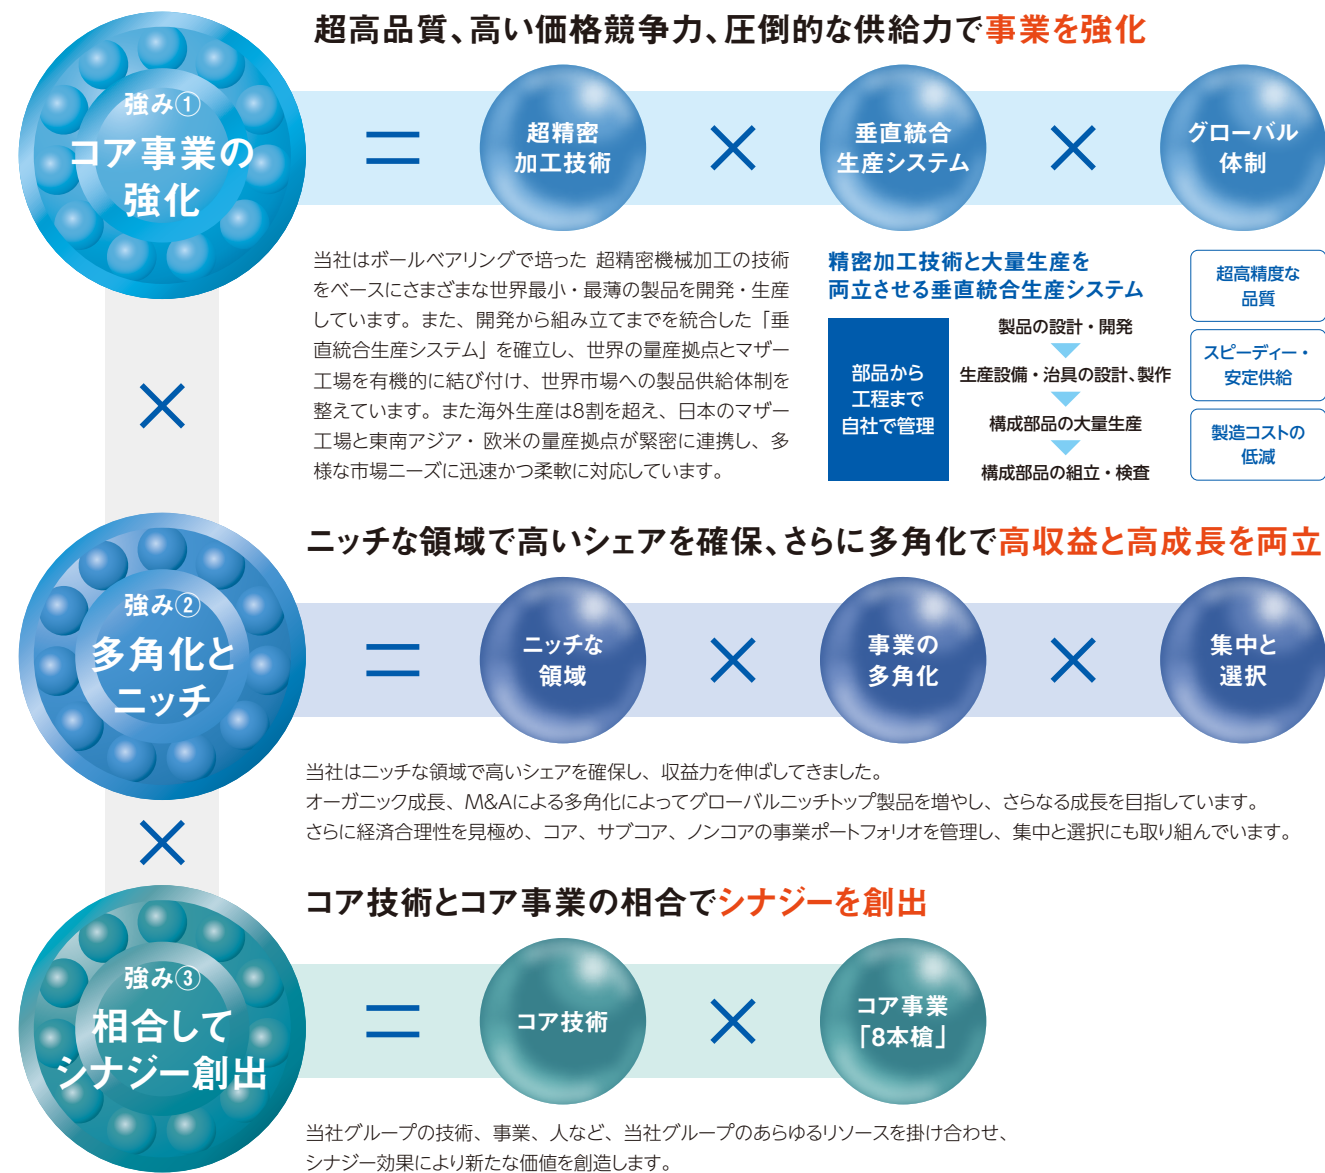 超高品質、高い価格競争力、圧倒的な供給力で事業を強化
強み①
コア事業の
強化
＝
超精密
加工技術
×
垂直統合
生産システム
×
グローバル
体制
当社はボールベアリングで培った 超精密機械加工の技術
をベースにさまざまな世界最小・最薄の製品を開発・生産
しています。また、開発から組み立てまでを統合した「垂
直統合生産システム」を確立し、世界の量産拠点とマザー
工場を有機的に結び付け、世界市場への製品供給体制を
整えています。また海外生産は8割を超え、日本のマザー
工場と東南アジア・欧米の量産拠点が緊密に連携し、多
様な市場ニーズに迅速かつ柔軟に対応しています。
精密加工技術と大量生産を
両立させる垂直統合生産システム
部品から
工程まで
自社で管理
製品の設計・開発
生産設備・治具の設計、製作
構成部品の大量生産
構成部品の組立・検査
超高精度な
品質
スピーディー・
安定供給
製造コストの
低減
×
ニッチな領域で高いシェアを確保、さらに多角化で高収益と高成長を両立
強み②
多角化と
ニッチ
＝
ニッチな
領域
×
事業の
多角化
×
集中と
選択
当社はニッチな領域で高いシェアを確保し、収益力を伸ばしてきました。
オーガニック成長、M&Aによる多角化によってグローバルニッチトップ製品を増やし、さらなる成長を目指しています。
さらに経済合理性を見極め、コア、サブコア、ノンコアの事業ポートフォリオを管理し、集中と選択にも取り組んでいます。
×
コア技術とコア事業の相合でシナジーを創出
強み③
相合して
シナジー創出
＝
コア技術
×
コア事業
「8本槍」
当社グループの技術、事業、人など、当社グループのあらゆるリソースを掛け合わせ、
シナジー効果により新たな価値を創造します。